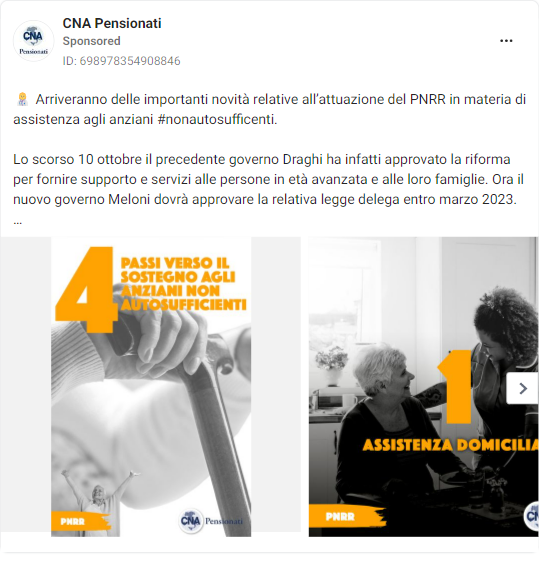 CNA Pensionati
Sponsored
ID: 698978354908846
Arriveranno delle importanti novità relative all'attuazione del PNRR in materia di
assistenza agli anziani #nonautosufficenti.
Lo scorso 10 ottobre il precedente governo Draghi ha infatti approvato la riforma
per fornire supporto e servizi alle persone in età avanzata e alle loro famiglie. Ora il
nuovo governo Meloni dovrà approvare la relativa legge delega entro marzo 2023.
...
4
PASSI VERSO IL
SOSTEGNO AGLI
ANZIANI NON
AUTOSUFFICIENTI
PNRR
CNA Pensionati
1
ASSISTENZA DOMICILIA
PNRR
CNA
Pensionati